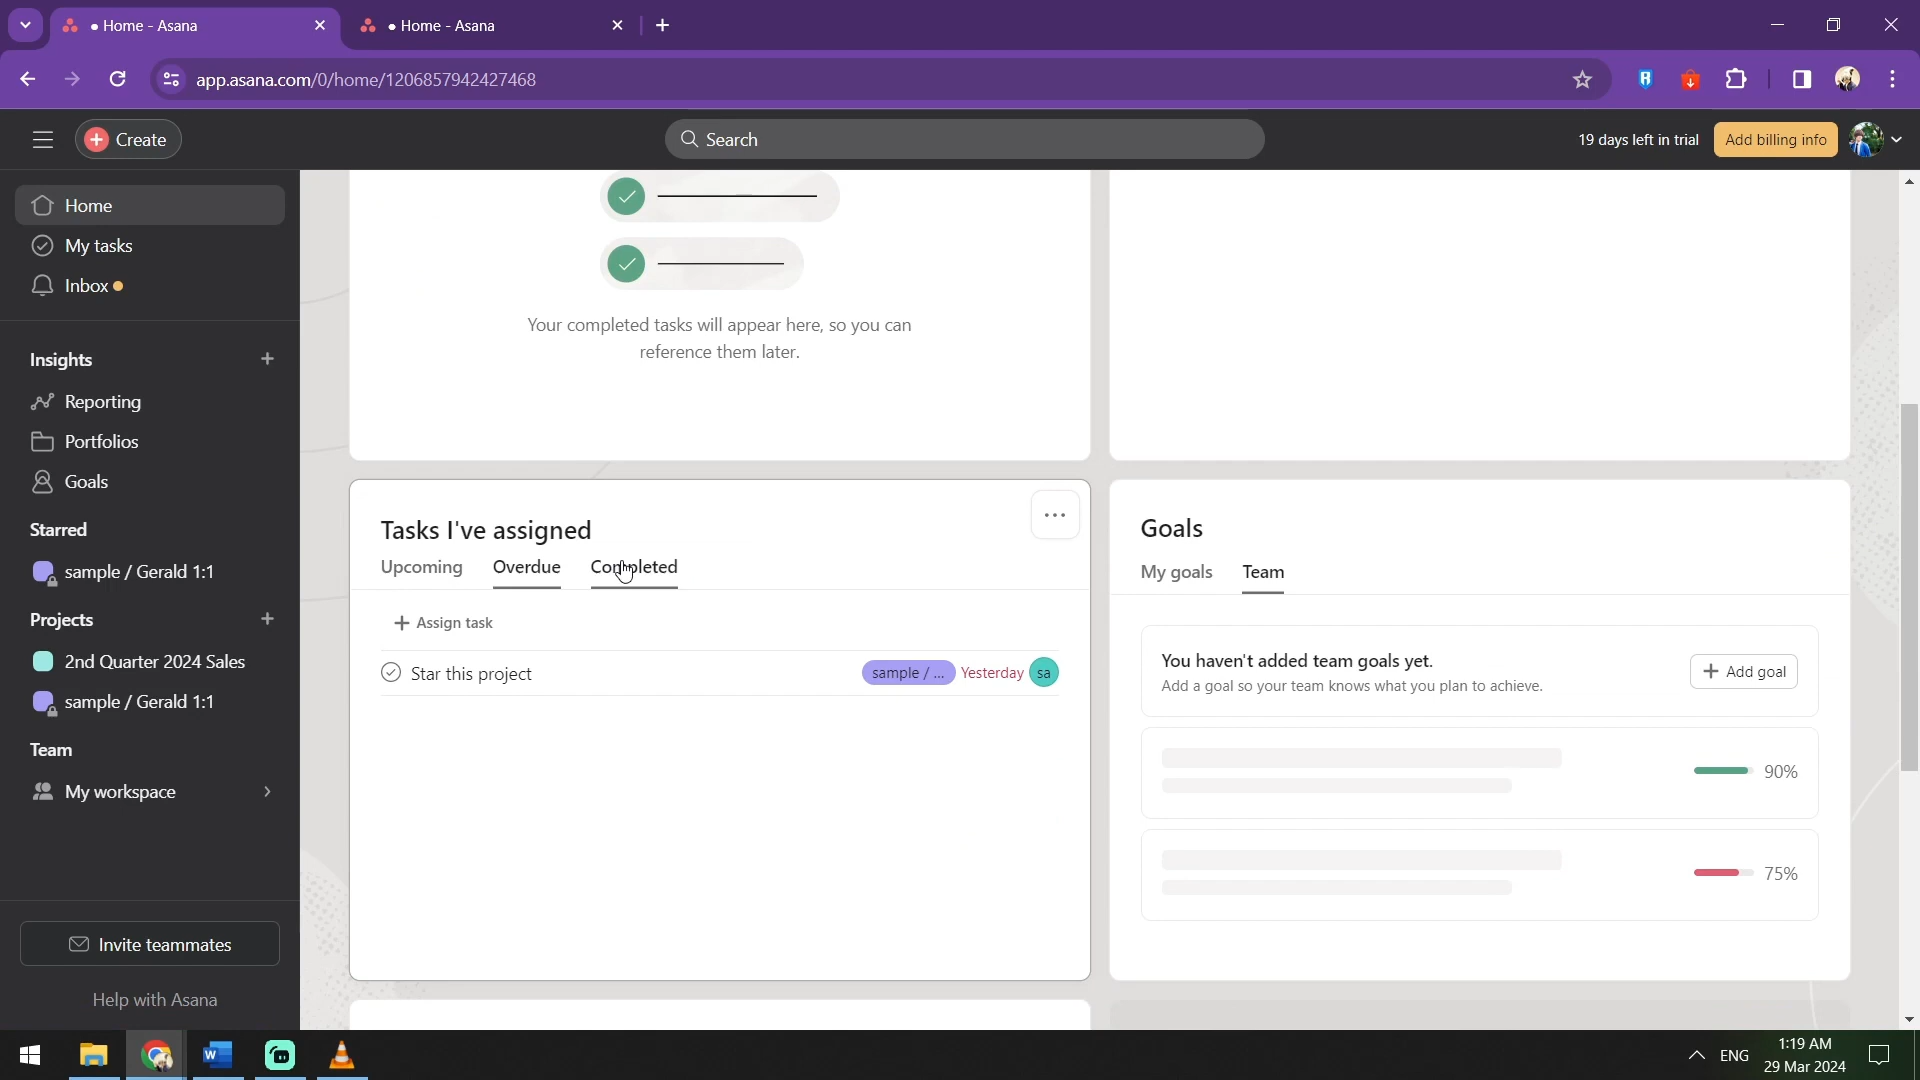 • Home - Asana
• Home - Asana
app.asana.com/0/home/1206857942427468
Create
Search
19 days left in trial
Add billing info
Home
My tasks
Inbox
Insights
Reporting
Portfolios
Goals
Starred
sample / Gerald 1:1
Projects
2nd Quarter 2024 Sales
sample / Gerald 1:1
Team
My workspace
Invite teammates
Help with Asana
Your completed tasks will appear here, so you can
reference them later.
Tasks I've assigned
Upcoming Overdue Completed
+ Assign task
Star this project sample / ... Yesterday sa
Goals
My goals Team
You haven't added team goals yet.
Add a goal so your team knows what you plan to achieve.
+ Add goal
90%
75%
ENG
1:19 AM
29 Mar 2024